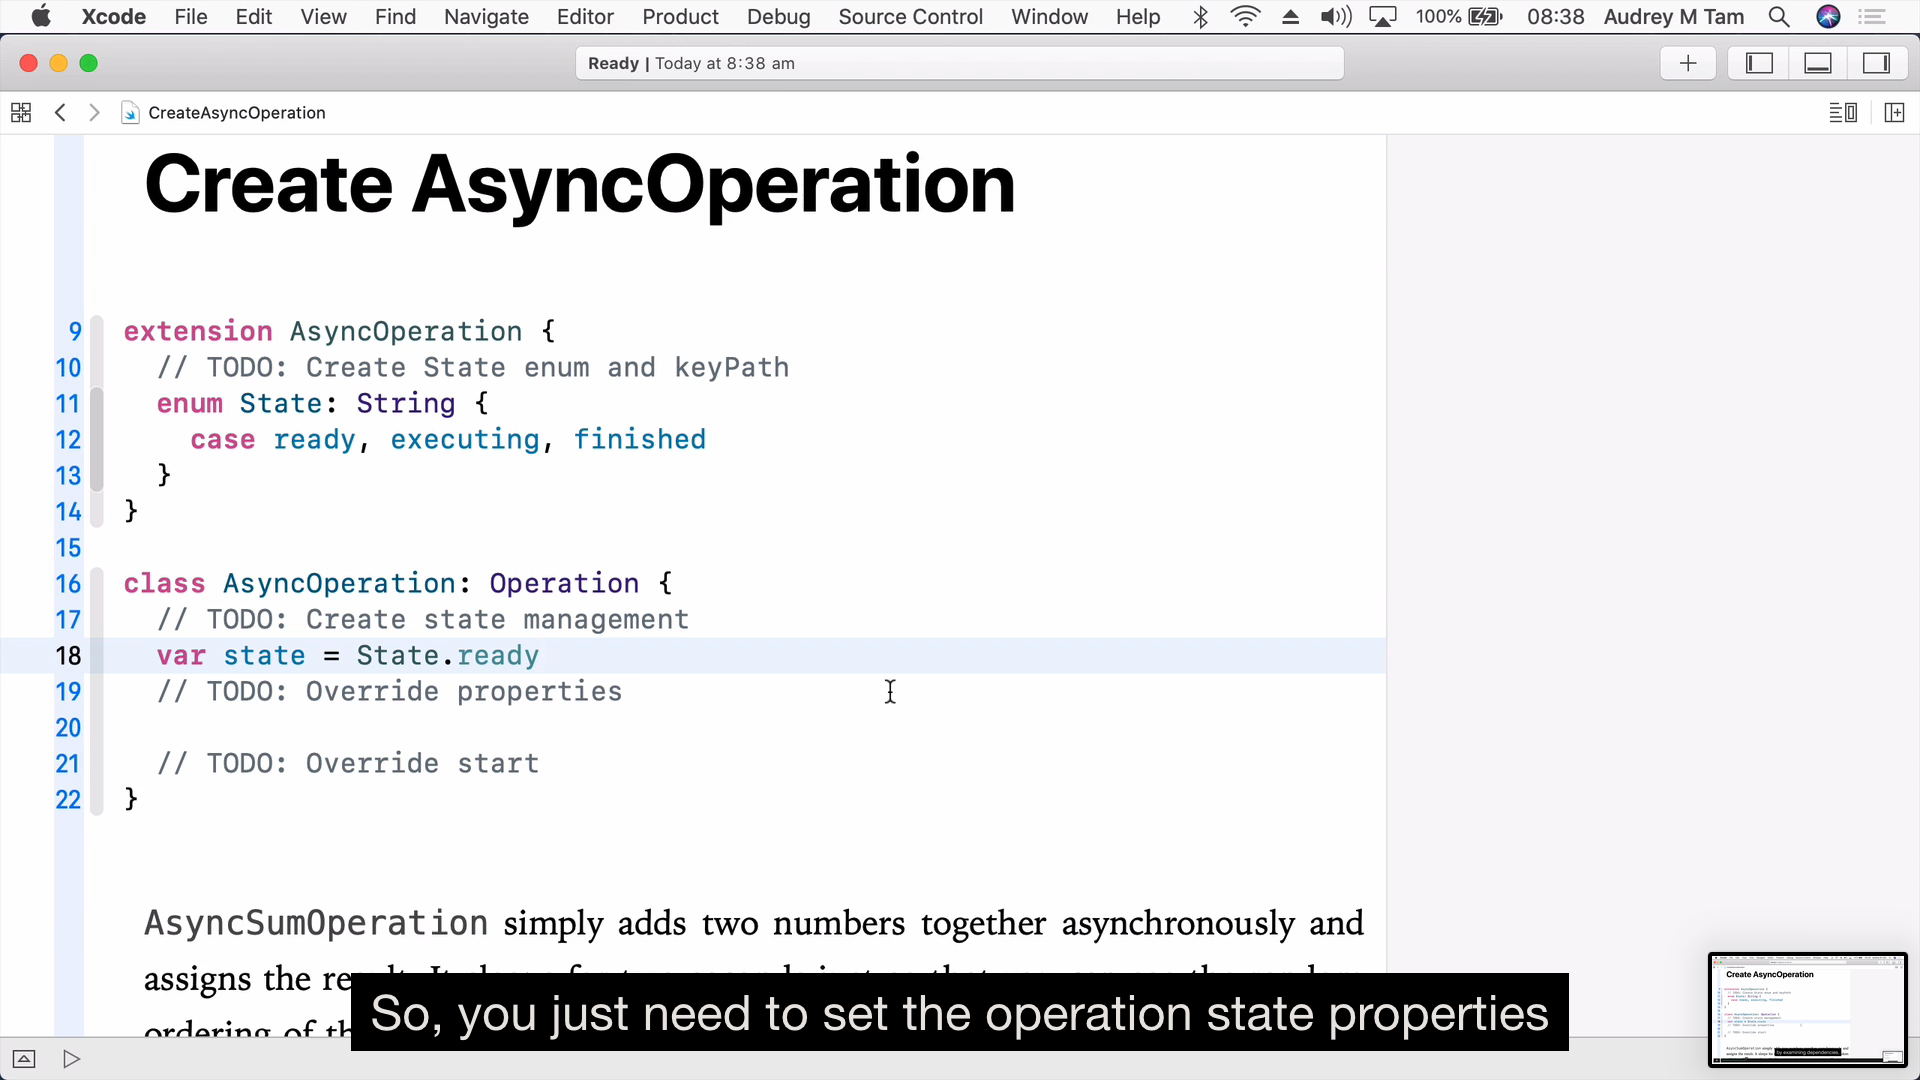 Xcode File Edit View Find Navigate Editor Product Debug Source Control Window Help 100% 08:38 Audrey M Tam
Ready | Today at 8:38 am
CreateAsyncOperation
Create AsyncOperation
9 extension AsyncOperation {
10 // TODO: Create State enum and keyPath
11 enum State: String {
12 case ready, executing, finished
13 }
14 }
15
16 class AsyncOperation: Operation {
17 // TODO: Create state management
18 var state = State.ready
19 // TODO: Override properties
20
21 // TODO: Override start
22 }
AsyncSumOperation simply adds two numbers together asynchronously and
assigns the
ordering of
So, you just need to set the operation state properties
Create AsyncOperation
by examining dependencies.